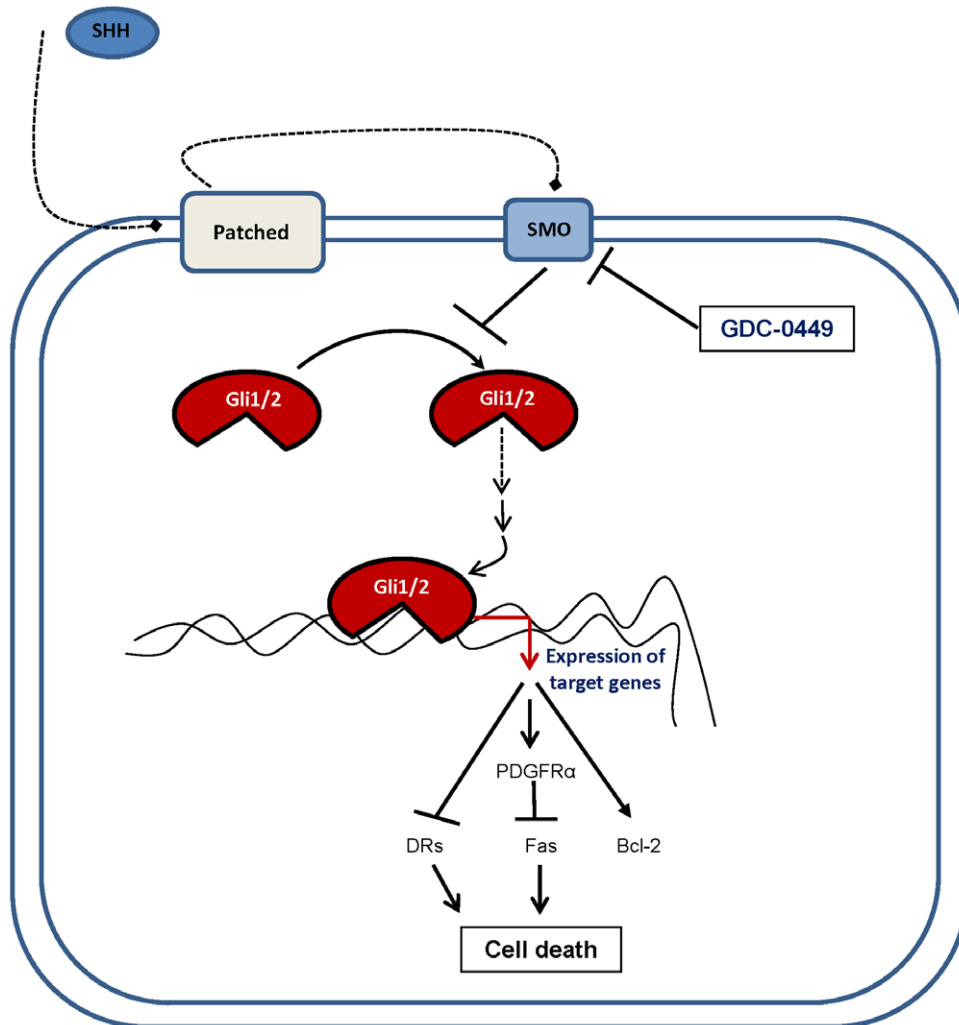 SHH
Patched
SMO
GDC-0449
Gli1/2
Gli1/2
Gli1/2
Expression of
target genes
PDGFRα
DRs
Fas
Bcl-2
Cell death